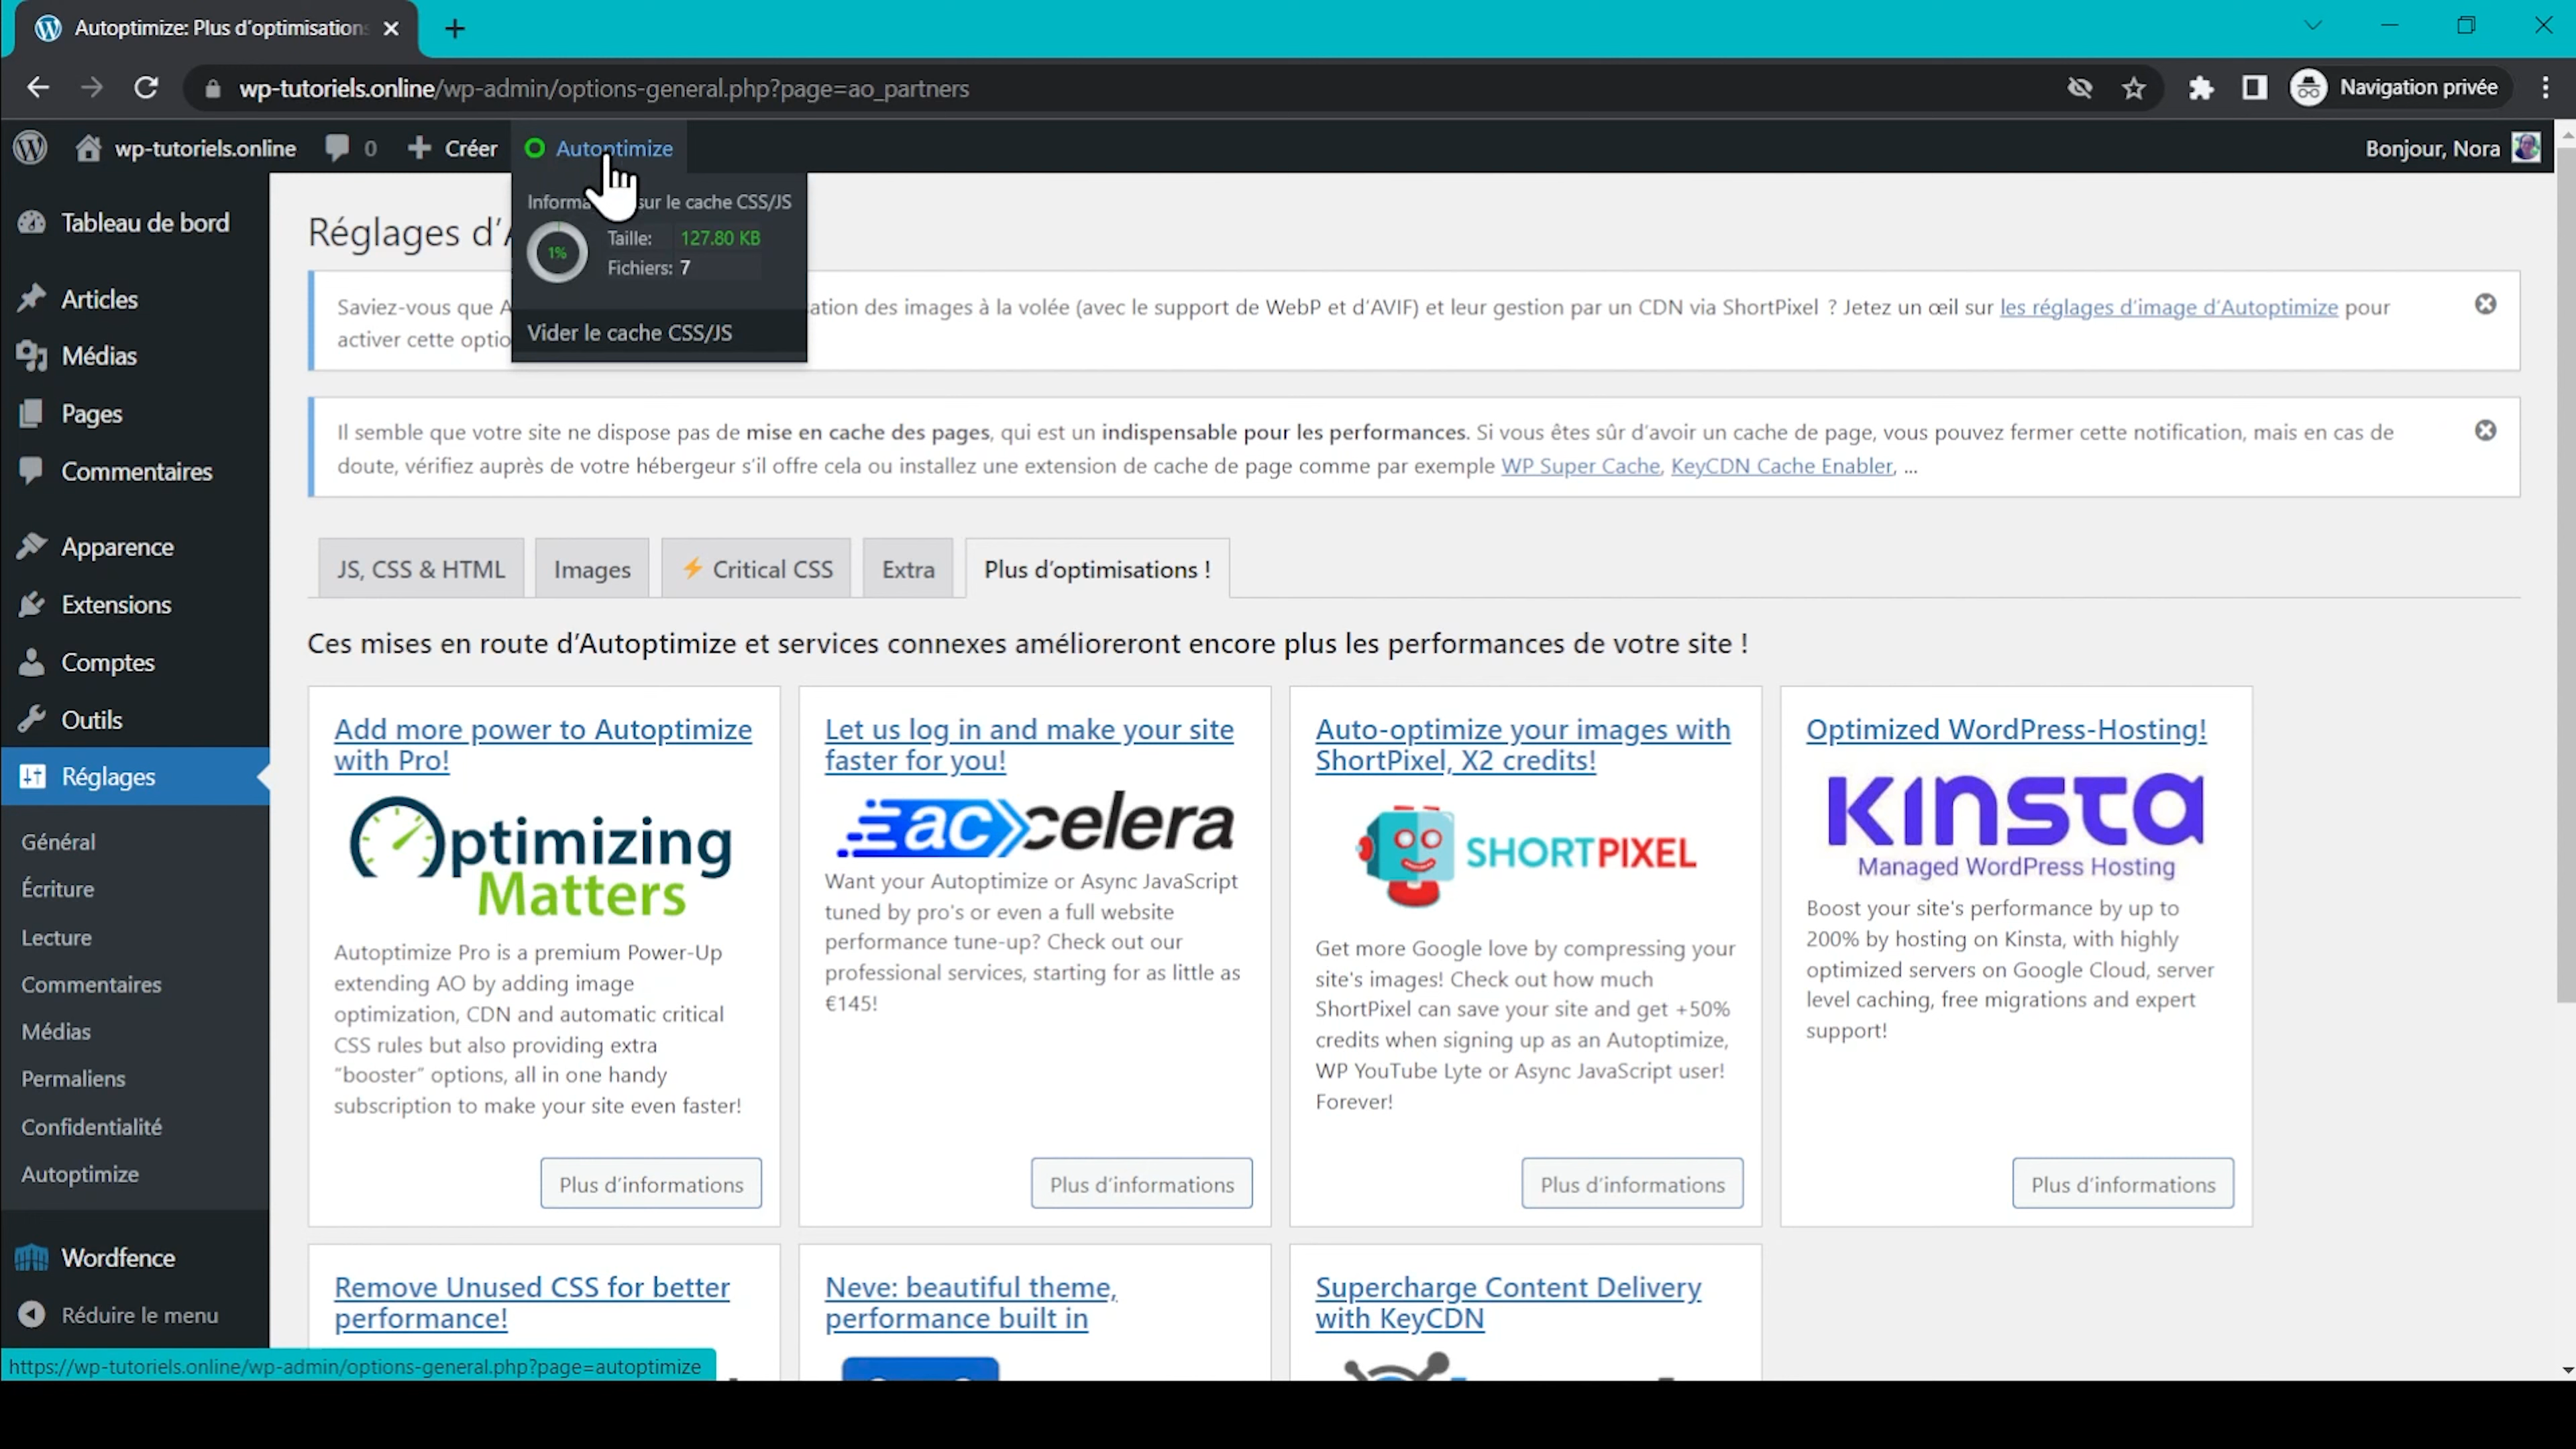 Autoptimize: Plus d'optimisations
wp-tutoriels.online/wp-admin/options-general.php?page=ao_partners
Navigation privée
wp-tutoriels.online
0
Créer
Autoptimize
Bonjour, Nora
Informa sur le cache CSS/JS
1%
Taille: 127.80 KB
Fichiers: 7
Vider le cache CSS/JS
Tableau de bord
Articles
Médias
Pages
Commentaires
Apparence
Extensions
Comptes
Outils
Réglages
Général
Écriture
Lecture
Commentaires
Médias
Permaliens
Confidentialité
Autoptimize
Wordfence
Réduire le menu
https://wp-tutoriels.online/wp-admin/options-general.php?page=autoptimize
Réglages d'A
Saviez-vous que A ation des images à la volée (avec le support de WebP et d'AVIF) et leur gestion par un CDN via ShortPixel ? Jetez un œil sur les réglages d'image d'Autoptimize pour
activer cette optio
Il semble que votre site ne dispose pas de mise en cache des pages, qui est un indispensable pour les performances. Si vous êtes sûr d'avoir un cache de page, vous pouvez fermer cette notification, mais en cas de
doute, vérifiez auprès de votre hébergeur s'il offre cela ou installez une extension de cache de page comme par exemple WP Super Cache, KeyCDN Cache Enabler, ...
JS, CSS & HTML
Images
⚡ Critical CSS
Extra
Plus d'optimisations !
Ces mises en route d'Autoptimize et services connexes amélioreront encore plus les performances de votre site !
Add more power to Autoptimize
with Pro!
Optimizing
Matters
Autoptimize Pro is a premium Power-Up
extending AO by adding image
optimization, CDN and automatic critical
CSS rules but also providing extra
"booster" options, all in one handy
subscription to make your site even faster!
Plus d'informations
Let us log in and make your site
faster for you!
accelera
Want your Autoptimize or Async JavaScript
tuned by pro's or even a full website
performance tune-up? Check out our
professional services, starting for as little as
€145!
Plus d'informations
Auto-optimize your images with
ShortPixel, X2 credits!
SHORTPIXEL
Get more Google love by compressing your
site's images! Check out how much
ShortPixel can save your site and get +50%
credits when signing up as an Autoptimize,
WP YouTube Lyte or Async JavaScript user!
Forever!
Plus d'informations
Optimized WordPress-Hosting!
Kinsta
Managed WordPress Hosting
Boost your site's performance by up to
200% by hosting on Kinsta, with highly
optimized servers on Google Cloud, server
level caching, free migrations and expert
support!
Plus d'informations
Remove Unused CSS for better
performance!
Neve: beautiful theme,
performance built in
Supercharge Content Delivery
with KeyCDN